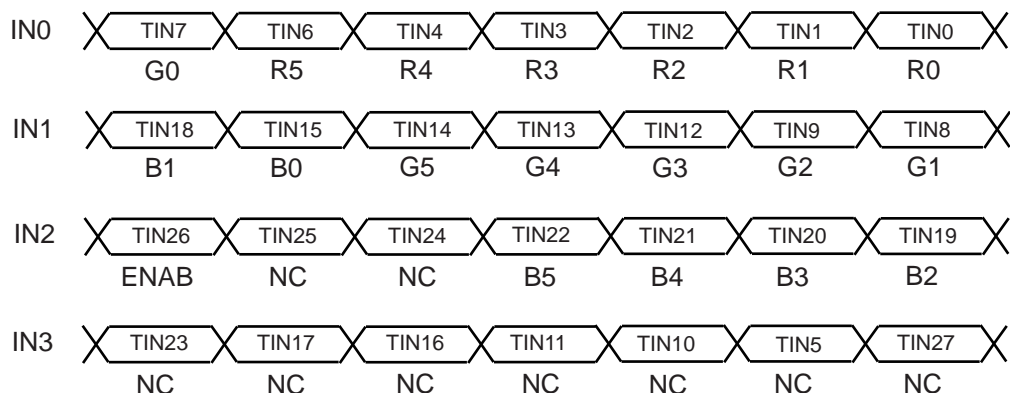 IN0 TIN7 TIN6 TIN4 TIN3 TIN2 TIN1 TIN0
G0 R5 R4 R3 R2 R1 R0
IN1 TIN18 TIN15 TIN14 TIN13 TIN12 TIN9 TIN8
B1 B0 G5 G4 G3 G2 G1
IN2 TIN26 TIN25 TIN24 TIN22 TIN21 TIN20 TIN19
ENAB NC NC B5 B4 B3 B2
IN3 TIN23 TIN17 TIN16 TIN11 TIN10 TIN5 TIN27
NC NC NC NC NC NC NC